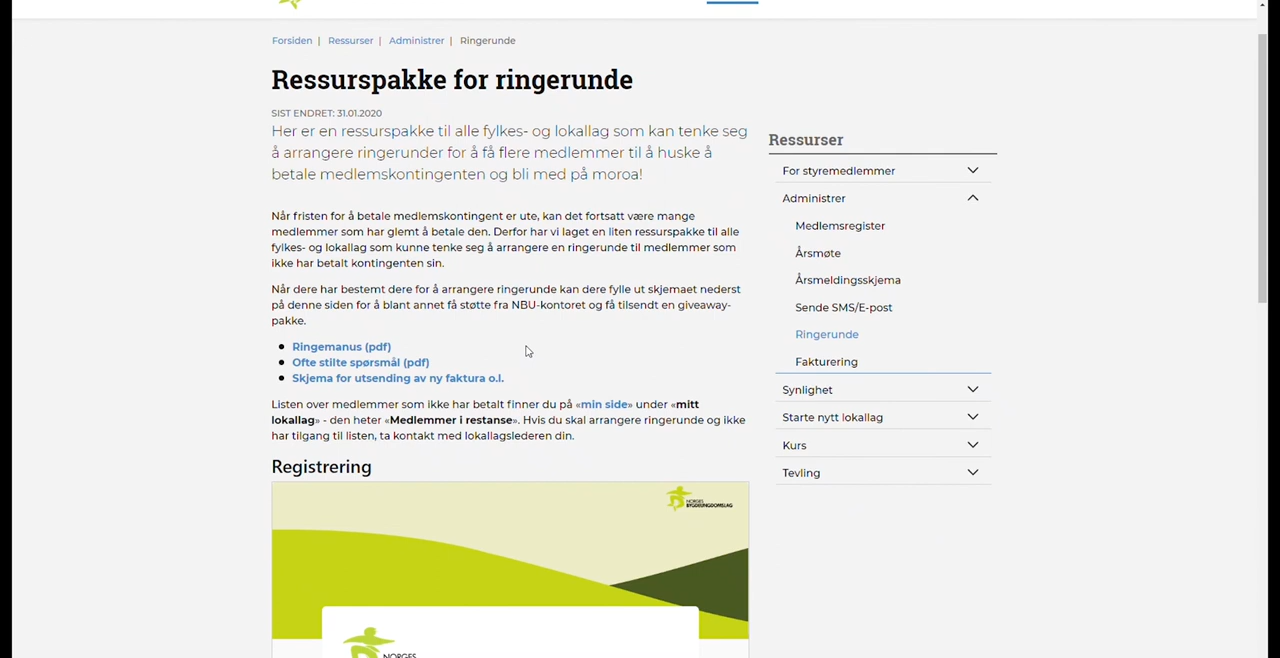 Forsiden | Ressurser | Administrer | Ringerunde
Ressurspakke for ringerunde
SIST ENDRET: 31.01.2020
Her er en ressurspakke til alle fylkes- og lokallag som kan tenke seg
å arrangere ringerunder for å få flere medlemmer til å huske å
betale medlemskontingenten og bli med på moroa!
Når fristen for å betale medlemskontingent er ute, kan det fortsatt være mange
medlemmer som har glemt å betale den. Derfor har vi laget en liten ressurspakke til alle
fylkes- og lokallag som kunne tenke seg å arrangere en ringerunde til medlemmer som
ikke har betalt kontingenten sin.
Når dere har bestemt dere for å arrangere ringerunde kan dere fylle ut skjemaet nederst
på denne siden for å blant annet få støtte fra NBU-kontoret og få tilsendt en giveaway-
pakke.
Ringemanus (pdf)
Ofte stilte spørsmål (pdf)
Skjema for utsending av ny faktura o.l.
Listen over medlemmer som ikke har betalt finner du på «min side» under «mitt
lokallag» - den heter «Medlemmer i restanse». Hvis du skal arrangere ringerunde og ikke
har tilgang til listen, ta kontakt med lokallagslederen din.
Registrering
NORGES
BYGDEUNGDOMSLAG
NORGES
Ressurser
For styremedlemmer
Administrer
Medlemsregister
Årsmøte
Årsmeldingsskjema
Sende SMS/E-post
Ringerunde
Fakturering
Synlighet
Starte nytt lokallag
Kurs
Tevling